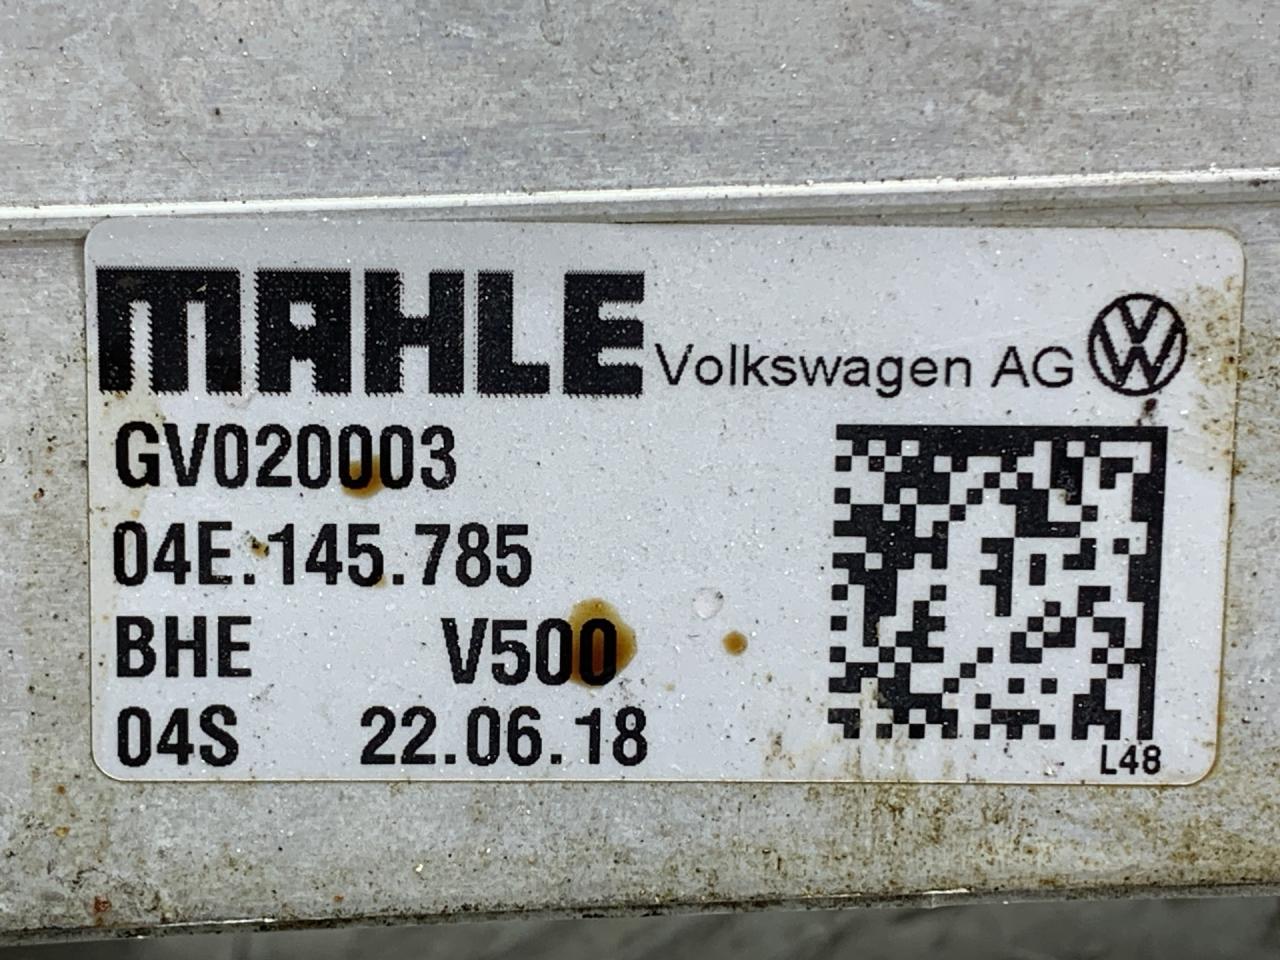 MAHLE Volkswagen AG
GV020003
04E.145.785
BHE V500
04S 22.06.18
L48